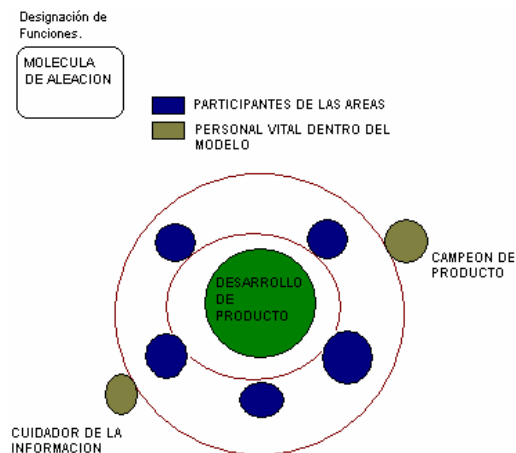 Designación de
Funciones.
MOLECULA
DE ALEACION
PARTICIPANTES DE LAS AREAS
PERSONAL VITAL DENTRO DEL
MODELO
CAMPEON DE
PRODUCTO
DESARROLLO
DE
PRODUCTO
CUIDADOR DE LA
INFORMACION